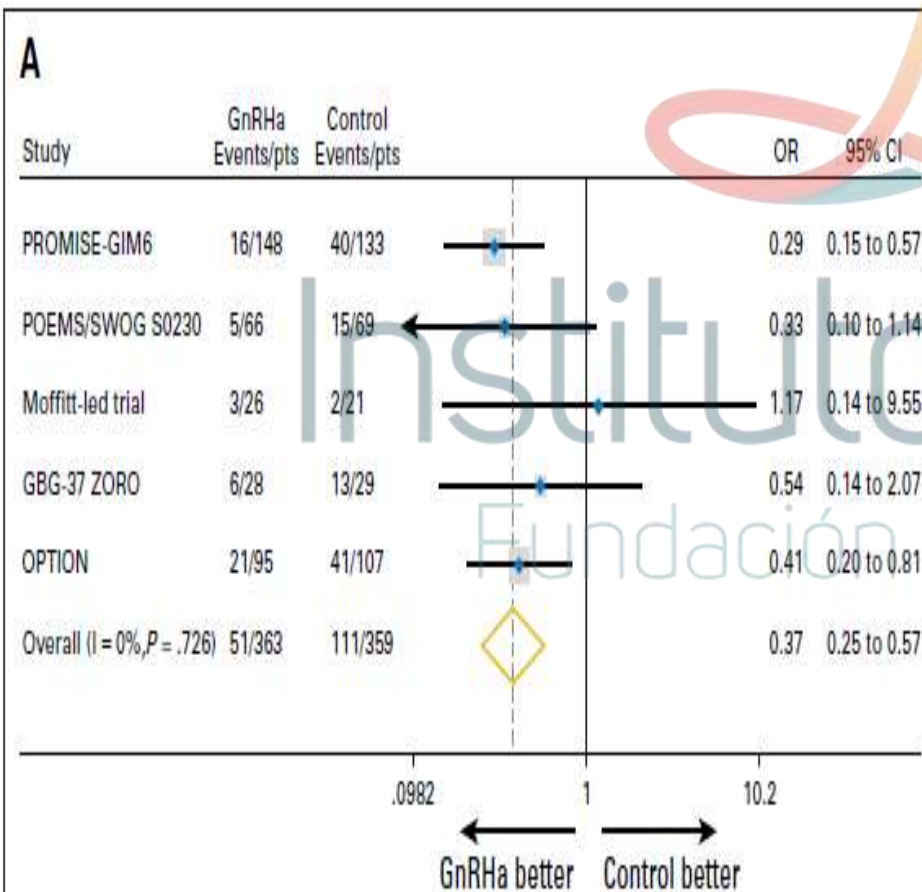 A
Study GnRHa Events/pts Control Events/pts OR 95% CI
PROMISE-GIM6 16/148 40/133 0.29 0.15 to 0.57
POEMS/SWOG S0230 5/66 15/69 0.33 0.10 to 1.14
Moffitt-led trial 3/26 2/21 1.17 0.14 to 9.55
GBG-37 ZORO 6/28 13/29 0.54 0.14 to 2.07
OPTION 21/95 41/107 0.41 0.20 to 0.81
Overall (I = 0%,P = .726) 51/363 111/359 0.37 0.25 to 0.57
.0982 1 10.2
GnRHa better Control better
Instituto
Fundación